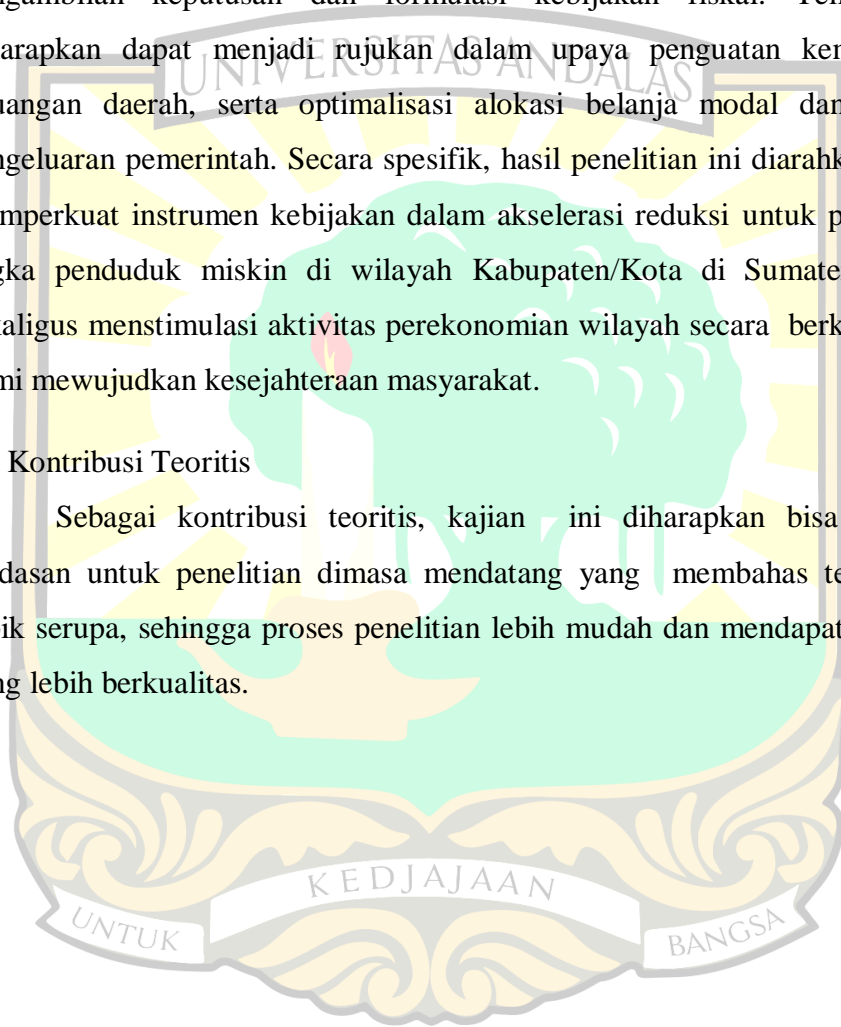 ngambilan keputusan dan formulasi kebijakan fiskal. Ten
arapkan dapat menjadi rujukan dalam upaya penguatan ken
UNIVERSITAS ANDALAS
uangan daerah, serta optimalisasi alokasi belanja modal dan
ngeluaran pemerintah. Secara spesifik, hasil penelitian ini diarahk
mperkuat instrumen kebijakan dalam akselerasi reduksi untuk p
gka penduduk miskin di wilayah Kabupaten/Kota di Sumate
kaligus menstimulasi aktivitas perekonomian wilayah secara berk
mi mewujudkan kesejahteraan masyarakat.
Kontribusi Teoritis
Sebagai kontribusi teoritis, kajian ini diharapkan bisa
dasan untuk penelitian dimasa mendatang yang membahas te
pik serupa, sehingga proses penelitian lebih mudah dan mendapat
ng lebih berkualitas.
UNTUK KEDJAJAAN BANGSA